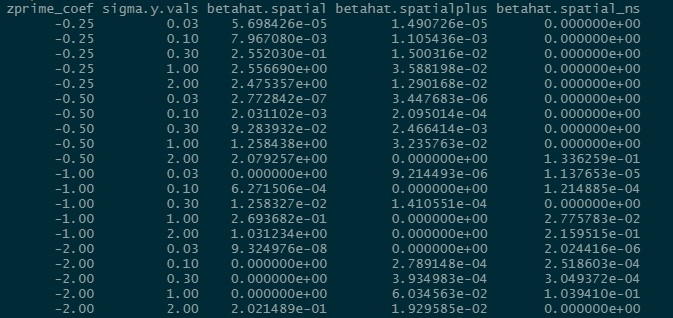 zprime_coef sigma.y.vals betahat.spatial betahat.spatialplus betahat.spatial_ns
-0.25 0.03 5.698426e-05 1.490726e-05 0.000000e+00
-0.25 0.10 7.967080e-03 1.105436e-03 0.000000e+00
-0.25 0.30 2.552030e-01 1.500316e-02 0.000000e+00
-0.25 1.00 2.556690e+00 3.588198e-02 0.000000e+00
-0.25 2.00 2.475357e+00 1.290168e-02 0.000000e+00
-0.50 0.03 2.772842e-07 3.447683e-06 0.000000e+00
-0.50 0.10 2.031102e-03 2.095014e-04 0.000000e+00
-0.50 0.30 9.283932e-02 2.466414e-03 0.000000e+00
-0.50 1.00 1.258438e+00 3.235763e-02 0.000000e+00
-0.50 2.00 2.079257e+00 0.000000e+00 1.336259e-01
-1.00 0.03 0.000000e+00 9.214493e-06 1.137653e-05
-1.00 0.10 6.271506e-04 0.000000e+00 1.214885e-04
-1.00 0.30 1.258327e-02 1.410551e-04 0.000000e+00
-1.00 1.00 2.693682e-01 0.000000e+00 2.775783e-02
-1.00 2.00 1.031234e+00 0.000000e+00 2.159515e-01
-2.00 0.03 9.324976e-08 0.000000e+00 2.024416e-06
-2.00 0.10 0.000000e+00 2.789148e-04 2.518603e-04
-2.00 0.30 0.000000e+00 3.934983e-04 3.049372e-04
-2.00 1.00 0.000000e+00 6.034563e-02 1.039410e-01
-2.00 2.00 2.021489e-01 1.929585e-02 0.000000e+00